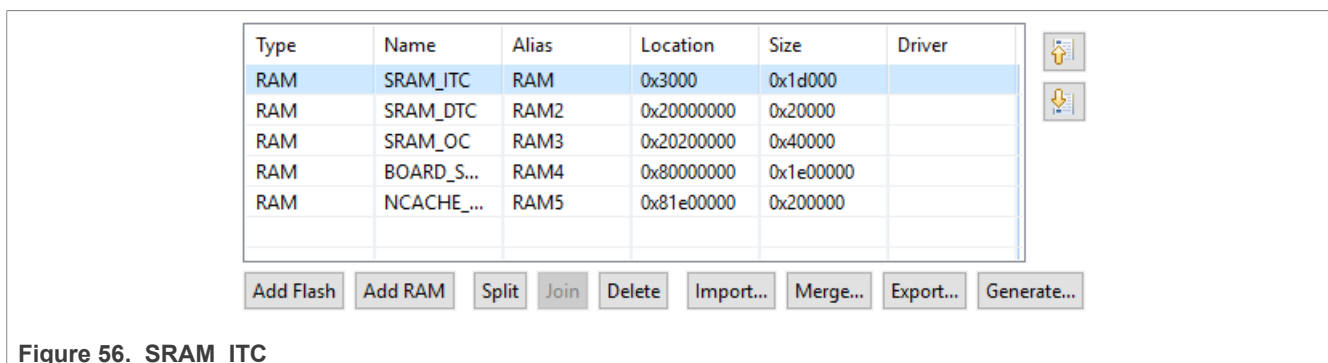 Type Name Alias Location Size Driver
RAM SRAM_ITC RAM 0x3000 0x1d000
RAM SRAM_DTC RAM2 0x20000000 0x20000
RAM SRAM_OC RAM3 0x20200000 0x40000
RAM BOARD_S... RAM4 0x80000000 0x1e00000
RAM NCACHE_... RAM5 0x81e00000 0x200000
Add Flash Add RAM Split Join Delete Import... Merge... Export... Generate...
Figure 56. SRAM_ITC